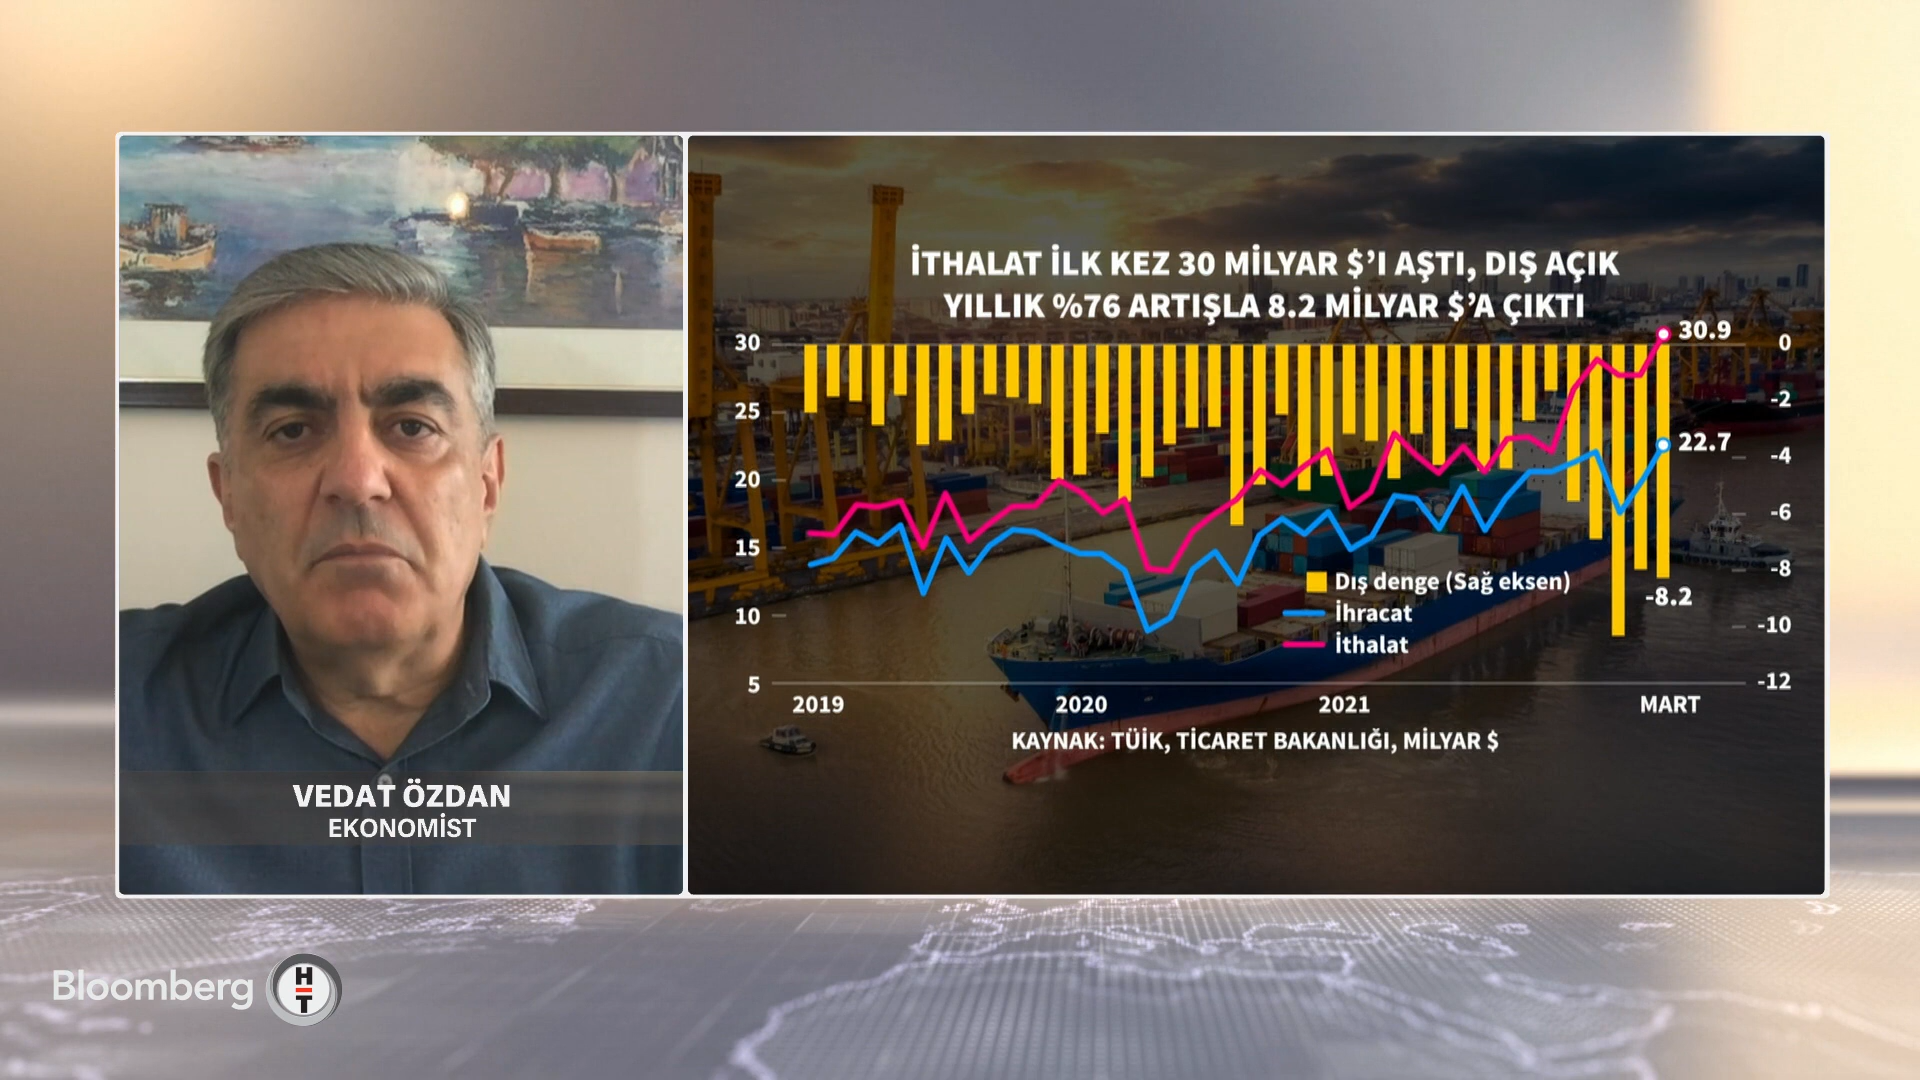 İTHALAT İLK KEZ 30 MİLYAR $'I AŞTI, DIŞ AÇIK
YILLIK %76 ARTIŞLA 8.2 MİLYAR $'A ÇIKTI
30
25
20
15
10
5
30.9
22.7
-8.2
0
-2
-4
-6
-8
-10
-12
Dış denge (Sağ eksen)
İhracat
İthalat
2019
2020
2021
MART
KAYNAK: TÜİK, TİCARET BAKANLIĞI, MİLYAR $
VEDAT ÖZDAN
EKONOMİST
Bloomberg HT